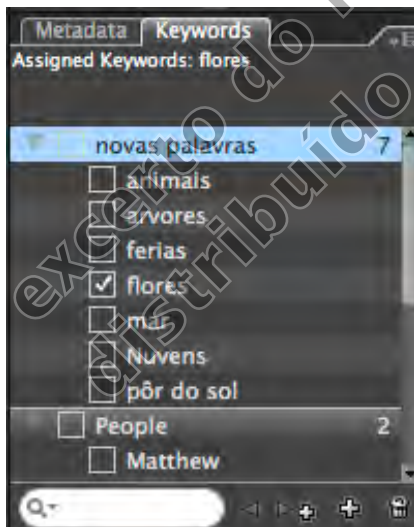 Metadata Keywords
Assigned Keywords: flores
novas palavras 7
animais
arvores
ferias
flores
mar
Nuvens
pôr do sol
People 2
Matthew
excerto do
distribuído